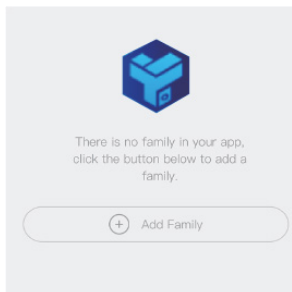 There is no family in your app,
click the button below to add a
family.
Add Family